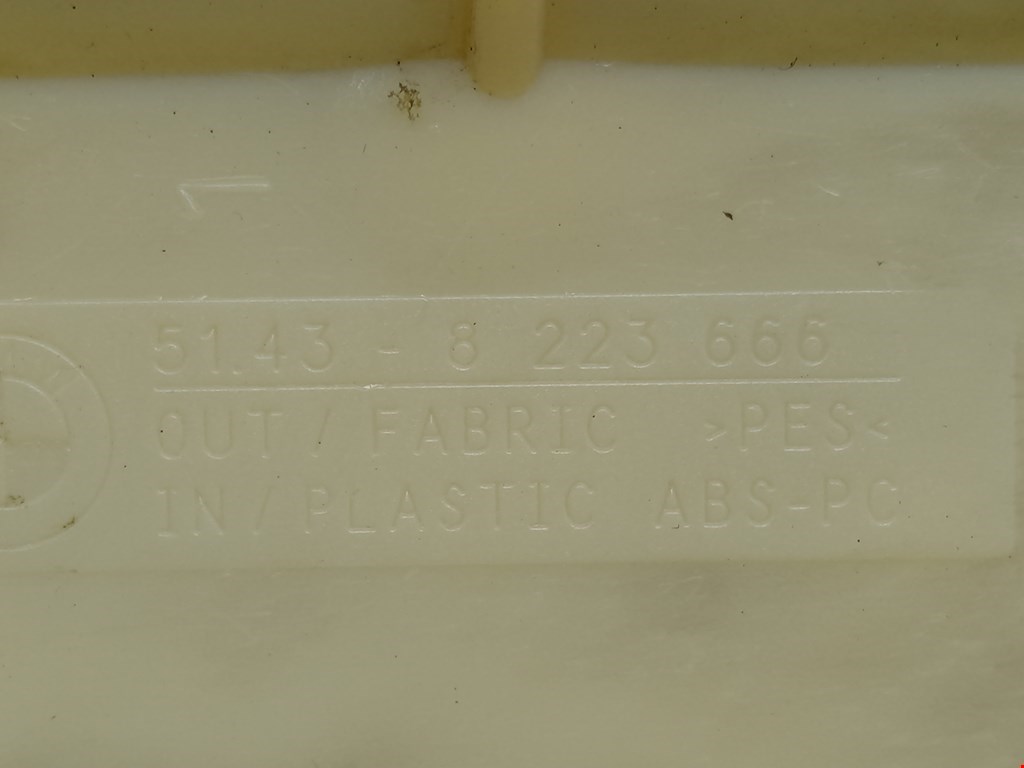 51.43 - 8 223 666
OUT / FABRIC >PES<
IN / PLASTIC ABS-PC